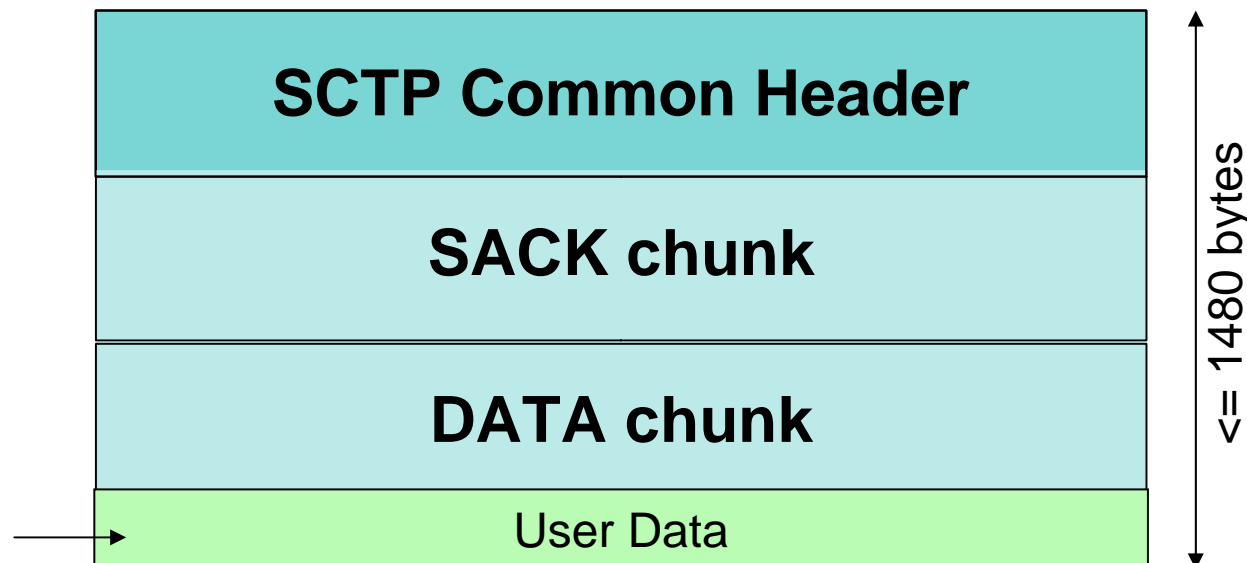 SCTP Common Header
SACK chunk
DATA chunk
User Data
<= 1480 bytes